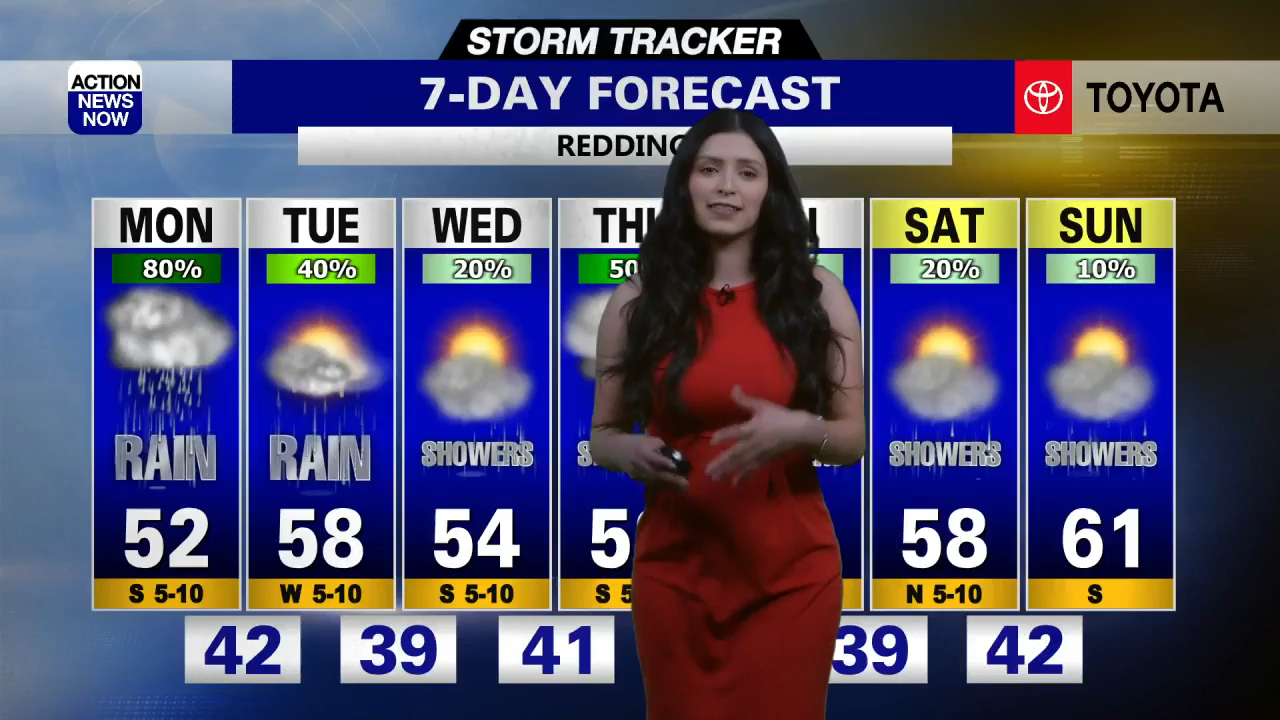 STORM TRACKER
ACTION
NEWS
NOW
7-DAY FORECAST
TOYOTA
REDDING
MON TUE WED SAT SUN
80% 40% 20% 20% 10%
RAIN RAIN SHOWERS SHOWERS SHOWERS
52 58 54 58 61
S 5-10 W 5-10 S 5-10 N 5-10 S
42 39 41 39 42